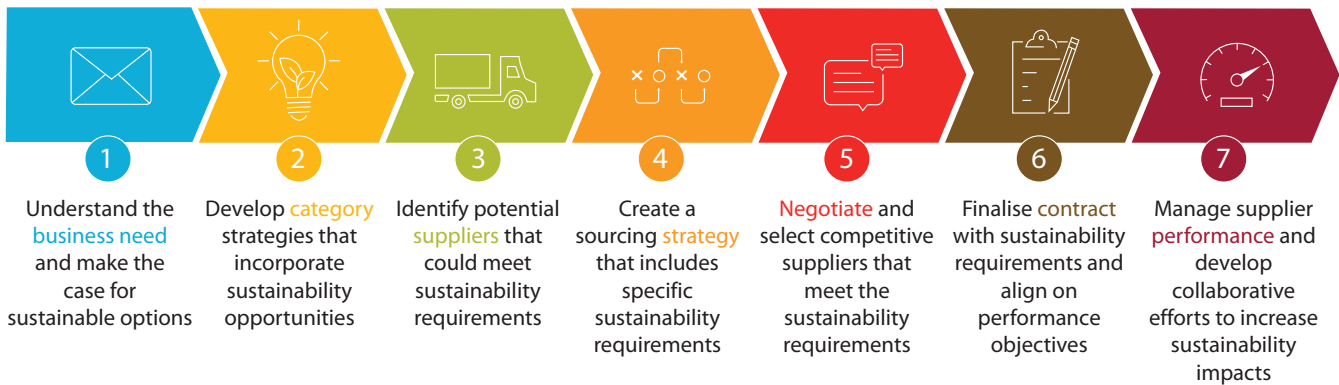 1
Understand the
business need
and make the
case for
sustainable options
2
Develop category
strategies that
incorporate
sustainability
opportunities
3
Identify potential
suppliers that
could meet
sustainability
requirements
4
Create a
sourcing strategy
that includes
specific
sustainability
requirements
5
Negotiate and
select competitive
suppliers that
meet the
sustainability
requirements
6
Finalise contract
with sustainability
requirements and
align on
performance
objectives
7
Manage supplier
performance and
develop
collaborative
efforts to increase
sustainability
impacts